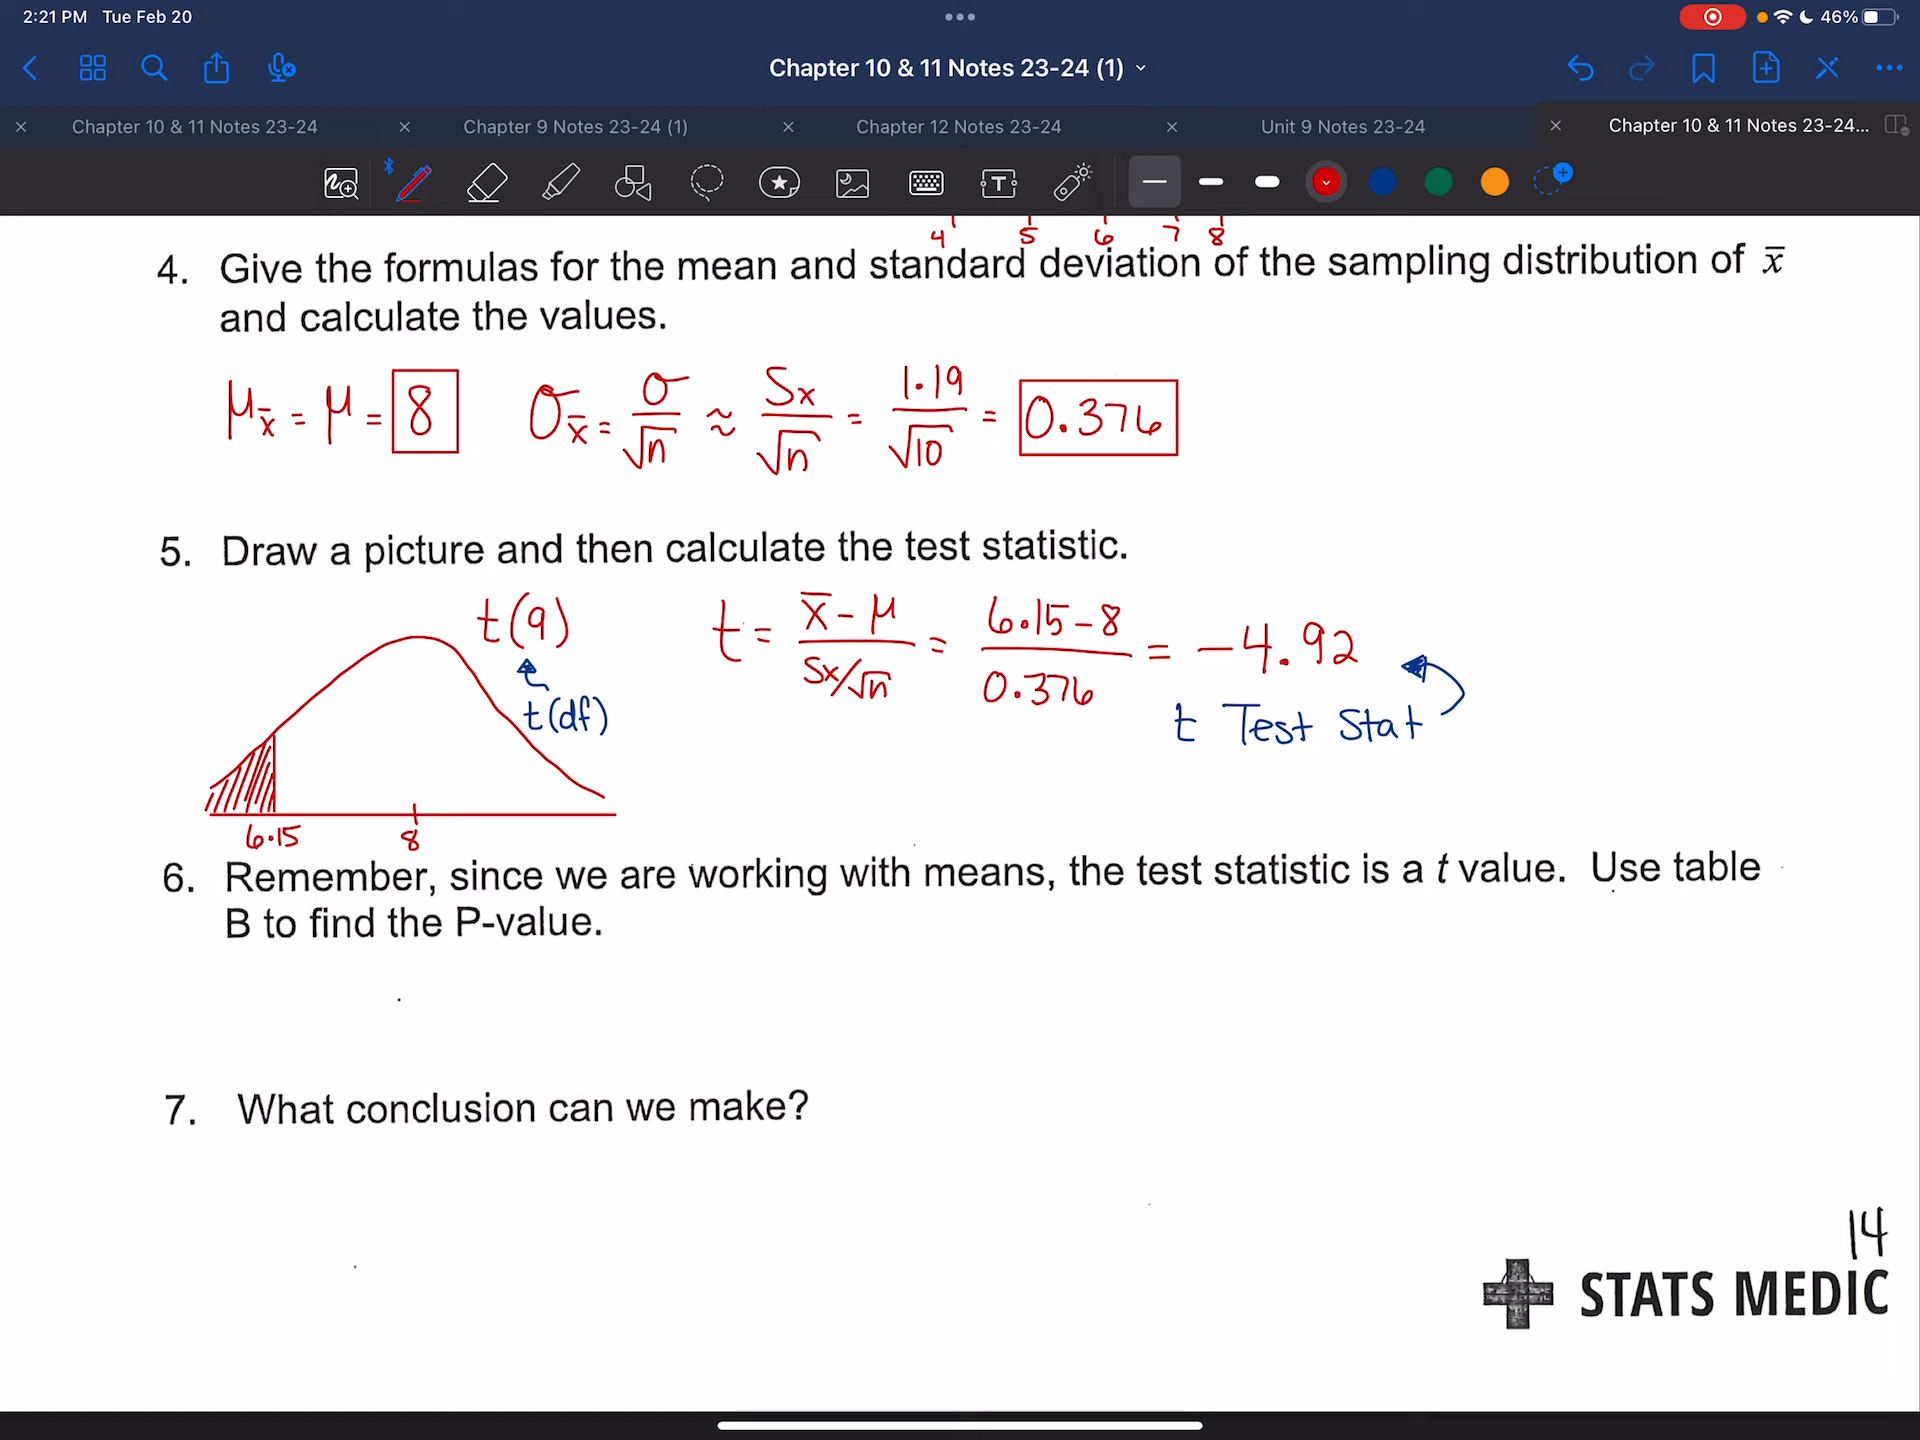 2:21 PM Tue Feb 20
46%
Chapter 10 & 11 Notes 23-24 (1)
Chapter 10 & 11 Notes 23-24
Chapter 9 Notes 23-24 (1)
Chapter 12 Notes 23-24
Unit 9 Notes 23-24
Chapter 10 & 11 Notes 23-24...
4 5 6 7 8
4. Give the formulas for the mean and standard deviation of the sampling distribution of x̄
and calculate the values.
μx̄ = μ = 8 σx̄ = σ/√n ≈ Sx/√n = 1.19/√10 = 0.376
5. Draw a picture and then calculate the test statistic.
t(9)
t = (x̄ - μ)/(Sx/√n) = (6.15 - 8)/0.376 = -4.92
t(df)
t Test Stat
6.15 8
6. Remember, since we are working with means, the test statistic is a t value. Use table
B to find the P-value.
7. What conclusion can we make?
14
STATS MEDIC